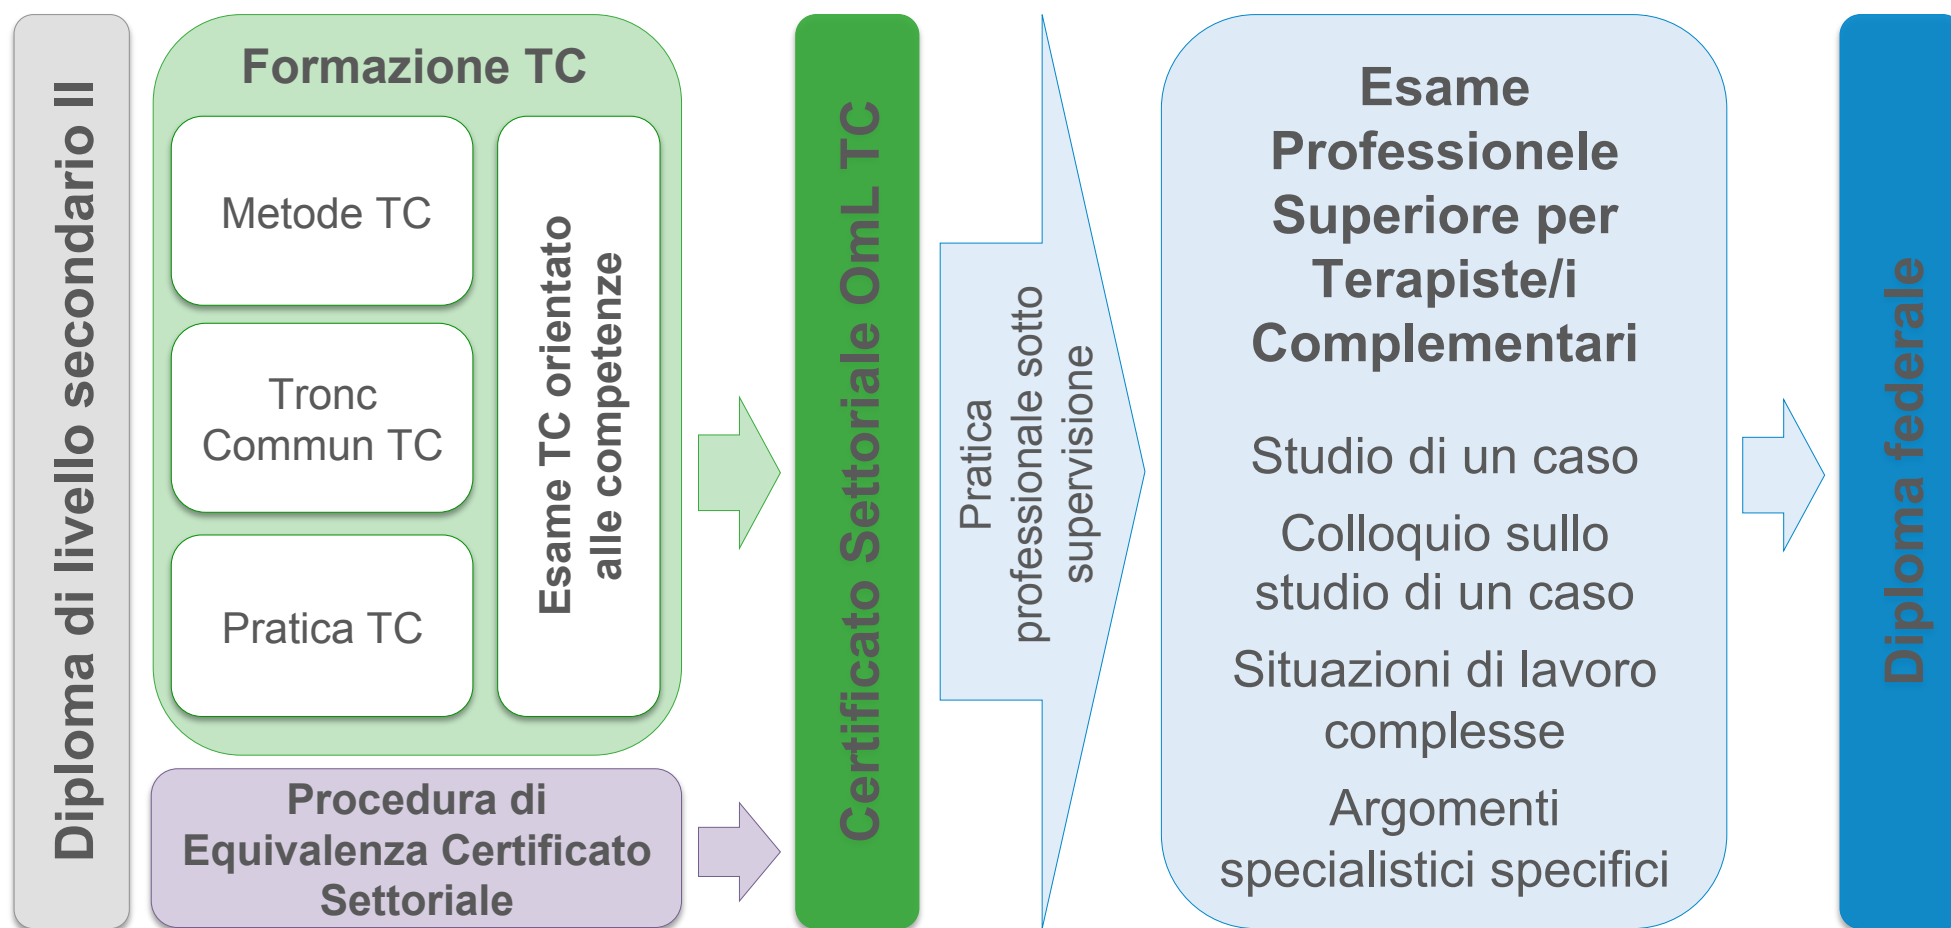 Diploma di livello secondario II
Formazione TC
Metode TC
Tronc
Commun TC
Pratica TC
Esame TC orientato
alle competenze
Procedura di
Equivalenza Certificato
Settoriale
Certificato Settoriale OmL TC
Pratica
professionale sotto
supervisione
Esame
Professionele
Superiore per
Terapiste/i
Complementari
Studio di un caso
Colloquio sullo
studio di un caso
Situazioni di lavoro
complesse
Argomenti
specialistici specifici
Diploma federale